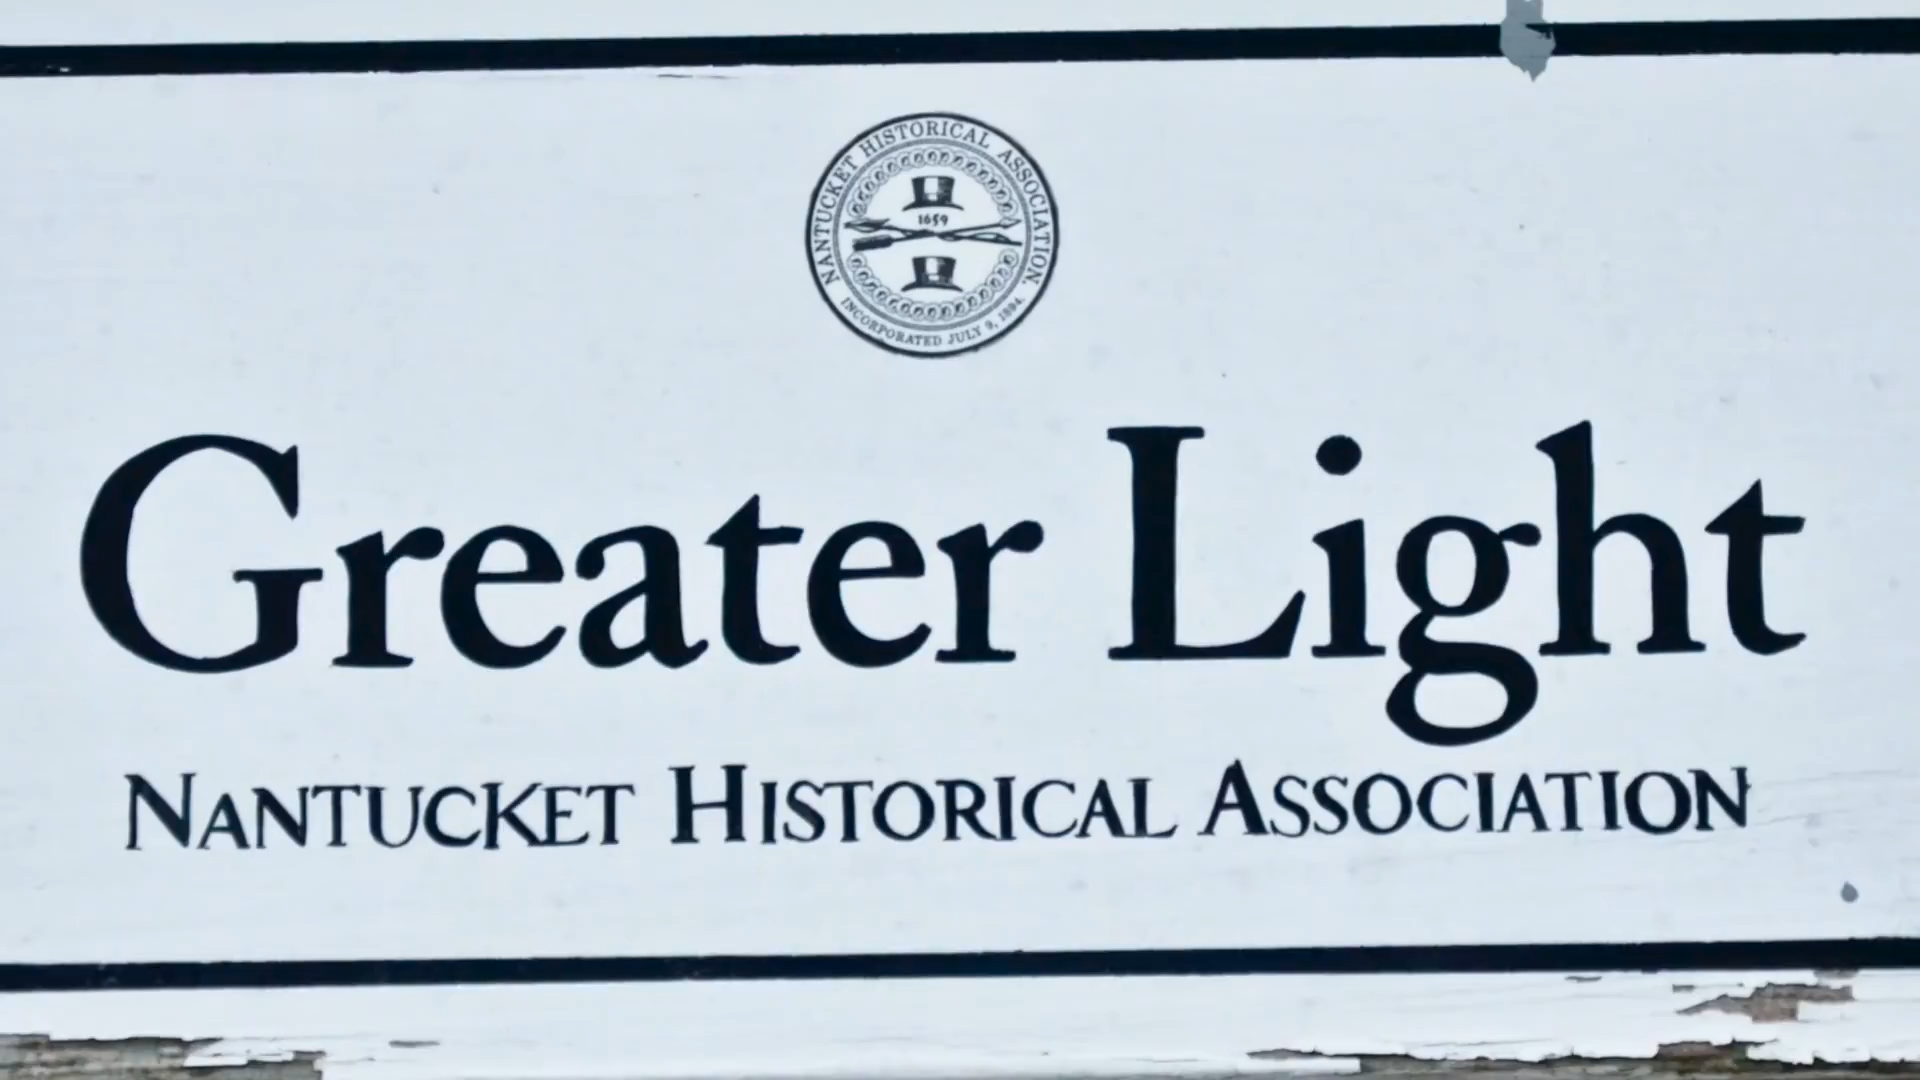 NANTUCKET HISTORICAL ASSOCIATION.
1659
INCORPORATED JULY 9, 1894.
Greater Light
NANTUCKET HISTORICAL ASSOCIATION